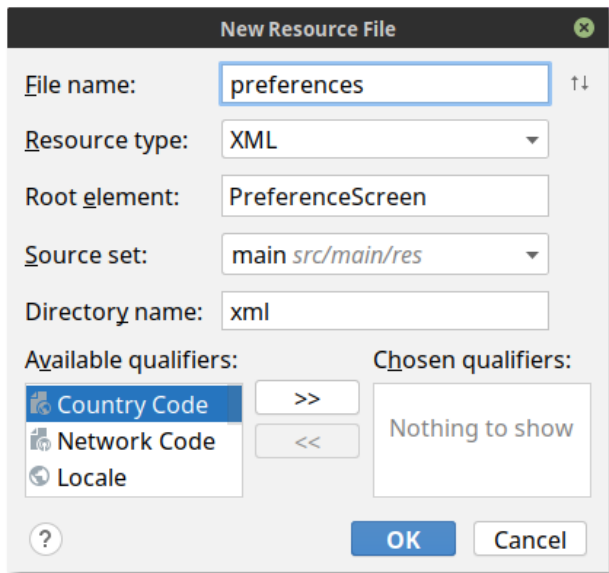 New Resource File
File name: preferences
Resource type: XML
Root element: PreferenceScreen
Source set: main src/main/res
Directory name: xml
Available qualifiers: Chosen qualifiers:
Country Code >>
Nothing to show
Network Code <<
Locale
? OK Cancel